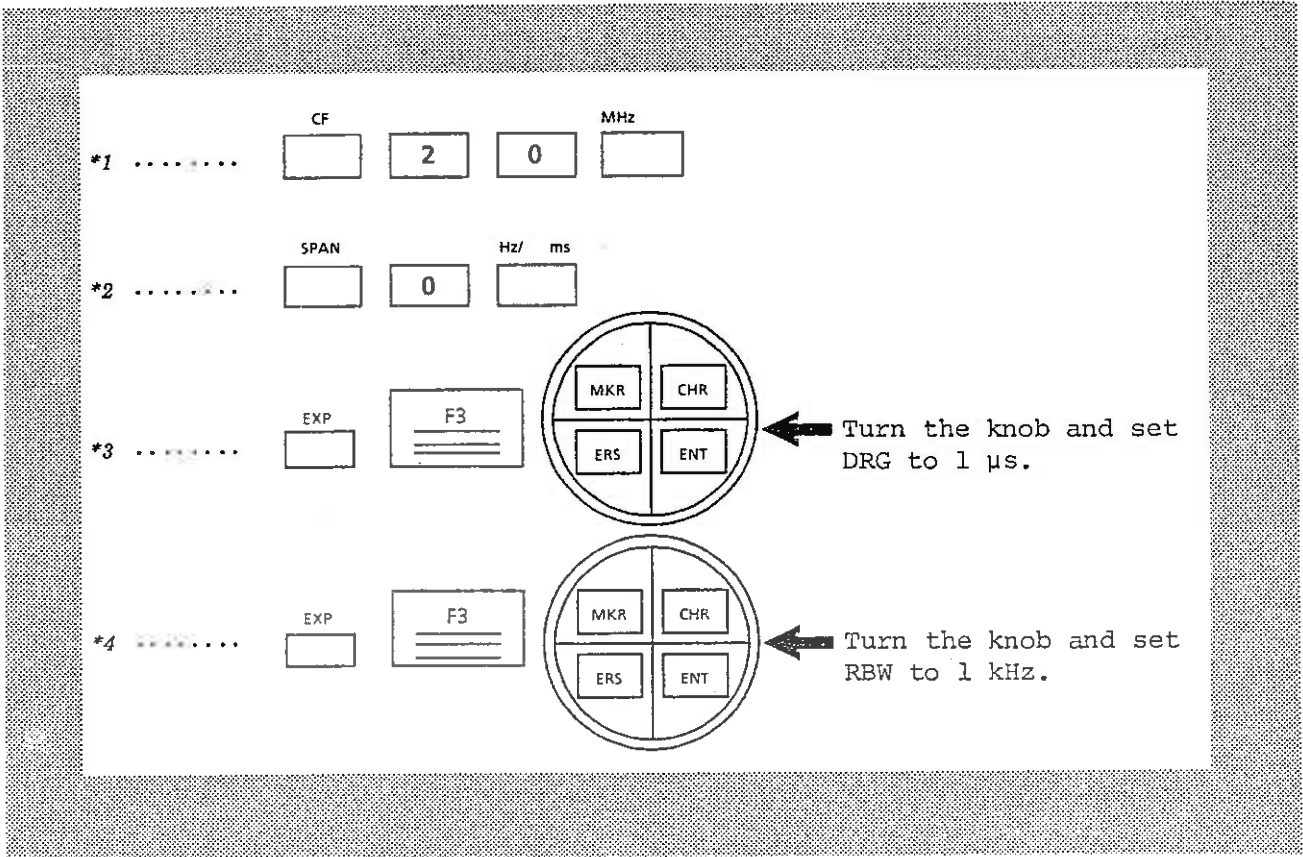 CF MHz
*1 ........ 2 0
SPAN Hz/ ms
*2 ........ 0
MKR CHR
EXP F3 Turn the knob and set
*3 ........ ERS ENT DRG to 1 µs.
MKR CHR
EXP F3 Turn the knob and set
*4 ........ ERS ENT RBW to 1 kHz.